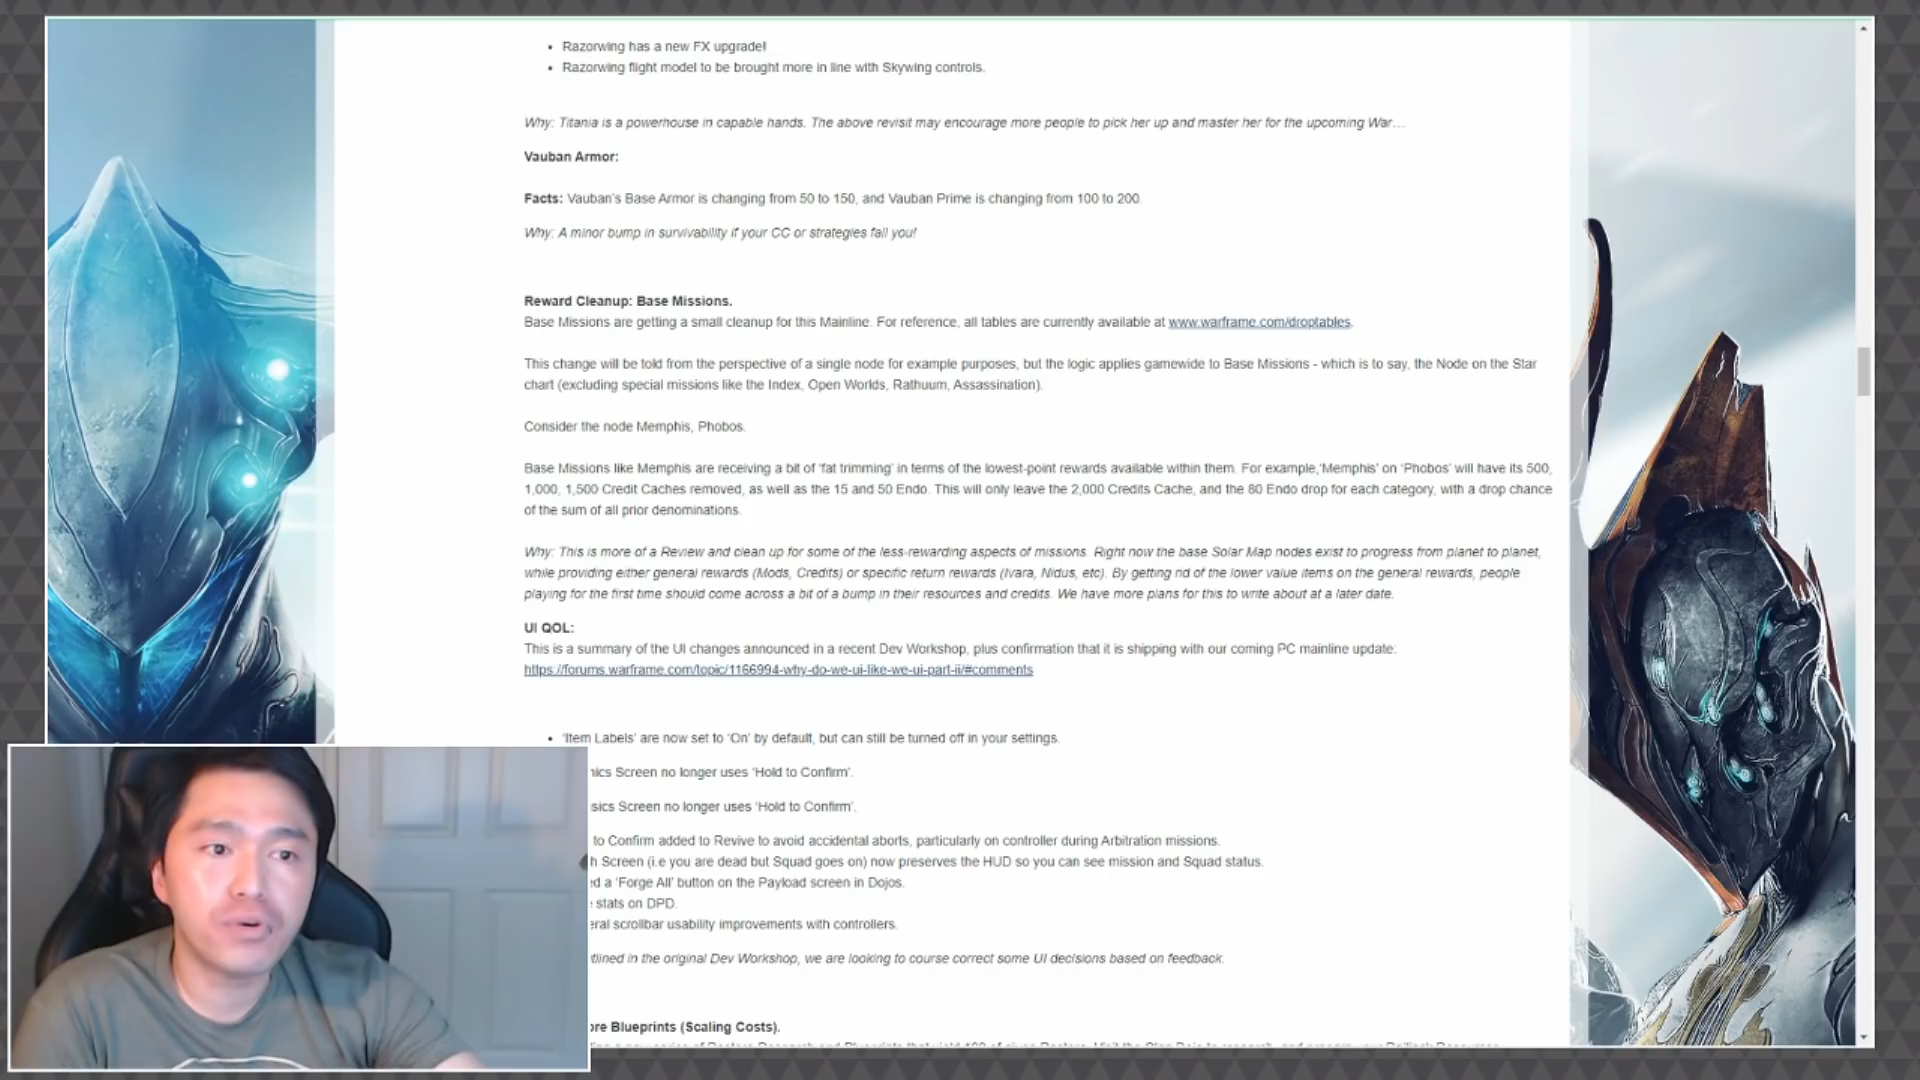 • Razorwing has a new FX upgrade!
• Razorwing flight model to be brought more in line with Skywing controls.
Why: Titania is a powerhouse in capable hands. The above revisit may encourage more people to pick her up and master her for the upcoming War...
Vauban Armor:
Facts: Vauban's Base Armor is changing from 50 to 150, and Vauban Prime is changing from 100 to 200.
Why: A minor bump in survivability if your CC or strategies fail you!
Reward Cleanup: Base Missions.
Base Missions are getting a small cleanup for this Mainline. For reference, all tables are currently available at www.warframe.com/droptables.
This change will be told from the perspective of a single node for example purposes, but the logic applies gamewide to Base Missions - which is to say, the Node on the Star
chart (excluding special missions like the Index, Open Worlds, Rathuum, Assassination).
Consider the node Memphis, Phobos.
Base Missions like Memphis are receiving a bit of 'fat trimming' in terms of the lowest-point rewards available within them. For example,'Memphis' on 'Phobos' will have its 500,
1,000, 1,500 Credit Caches removed, as well as the 15 and 50 Endo. This will only leave the 2,000 Credits Cache, and the 80 Endo drop for each category, with a drop chance
of the sum of all prior denominations.
Why: This is more of a Review and clean up for some of the less-rewarding aspects of missions. Right now the base Solar Map nodes exist to progress from planet to planet,
while providing either general rewards (Mods, Credits) or specific return rewards (Ivara, Nidus, etc). By getting rid of the lower value items on the general rewards, people
playing for the first time should come across a bit of a bump in their resources and credits. We have more plans for this to write about at a later date.
UI QOL:
This is a summary of the UI changes announced in a recent Dev Workshop, plus confirmation that it is shipping with our coming PC mainline update:
https://forums.warframe.com/topic/1166994-why-do-we-ui-like-we-ui-part-ii/#comments
• 'Item Labels' are now set to 'On' by default, but can still be turned off in your settings.
nics Screen no longer uses 'Hold to Confirm'.
sics Screen no longer uses 'Hold to Confirm'.
to Confirm added to Revive to avoid accidental aborts, particularly on controller during Arbitration missions.
h Screen (i.e you are dead but Squad goes on) now preserves the HUD so you can see mission and Squad status.
ed a 'Forge All' button on the Payload screen in Dojos.
stats on DPD.
eral scrollbar usability improvements with controllers.
tlined in the original Dev Workshop, we are looking to course correct some UI decisions based on feedback.
ore Blueprints (Scaling Costs).